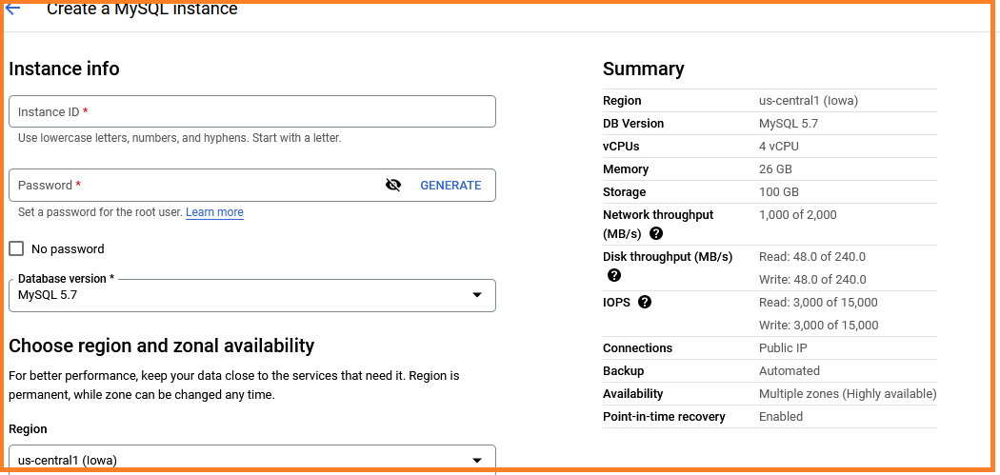 Create a MySQL instance
Instance info
Instance ID *
Use lowercase letters, numbers, and hyphens. Start with a letter.
Password *
GENERATE
Set a password for the root user. Learn more
No password
Database version *
MySQL 5.7
Choose region and zonal availability
For better performance, keep your data close to the services that need it. Region is
permanent, while zone can be changed any time.
Region
us-central1 (Iowa)
Summary
Region us-central1 (Iowa)
DB Version MySQL 5.7
vCPUs 4 vCPU
Memory 26 GB
Storage 100 GB
Network throughput 1,000 of 2,000
(MB/s) ?
Disk throughput (MB/s) Read: 48.0 of 240.0
? Write: 48.0 of 240.0
IOPS ? Read: 3,000 of 15,000
Write: 3,000 of 15,000
Connections Public IP
Backup Automated
Availability Multiple zones (Highly available)
Point-in-time recovery Enabled